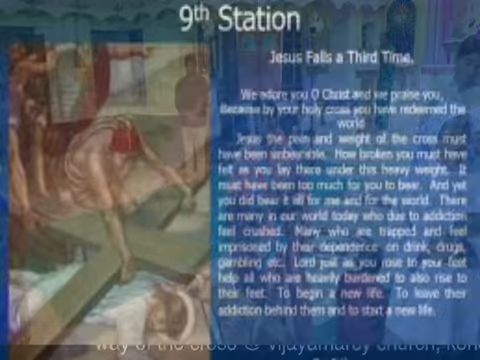 9th Station
Jesus Falls a Third Time.
We adore you O Christ and we praise you,
Because by your holy cross you have redeemed the
world
Jesus the pain and weight of the cross must
have been unbearable. How broken you must have
felt as you lay there under this heavy weight. It
must have been too much for you to bear. And yet
you did bear it all for me and for the world. There
are many in our world today who due to addiction
feel crushed. Many who are trapped and feel
imprisoned by their dependence on drink, drugs,
gambling etc. Lord just as you rose to your feet
help all who are heavily burdened to also rise to
their feet. To begin a new life. To leave their
addiction behind them and to start a new life.
way of the cross @ vijayamarcy church,